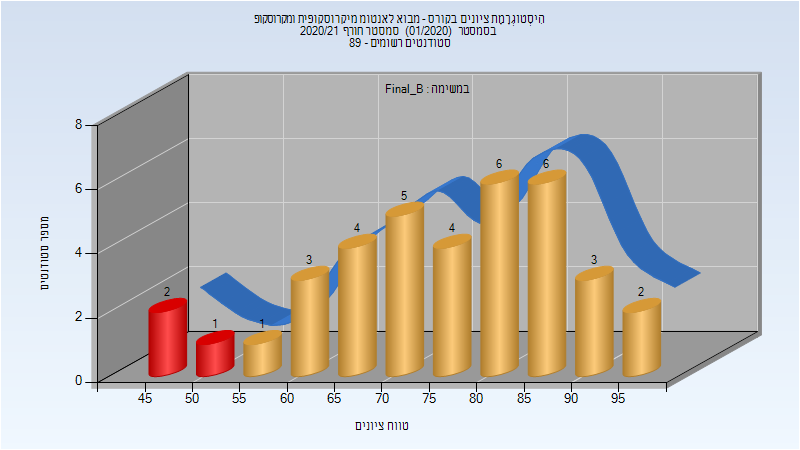 היסטוגרמת ציונים בקורס - מבוא לאנטומ מיקרוסקופית ומקרוסקופ
בסמסטר (01/2020) סמסטר חורף 2020/21
סטודנטים רשומים - 89
במשימה : Final_B
מספר סטודנטים
8
6
4
2
0
2
1
1
3
4
5
4
6
6
3
2
45 50 55 60 65 70 75 80 85 90 95
טווח ציונים